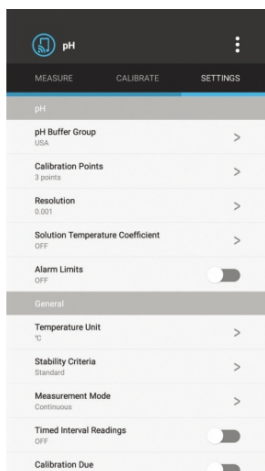 pH
MEASURE CALIBRATE SETTINGS
pH
pH Buffer Group
USA
Calibration Points
3 points
Resolution
0.001
Solution Temperature Coefficient
OFF
Alarm Limits
OFF
General
Temperature Unit
°C
Stability Criteria
Standard
Measurement Mode
Continuous
Timed Interval Readings
OFF
Calibration Due